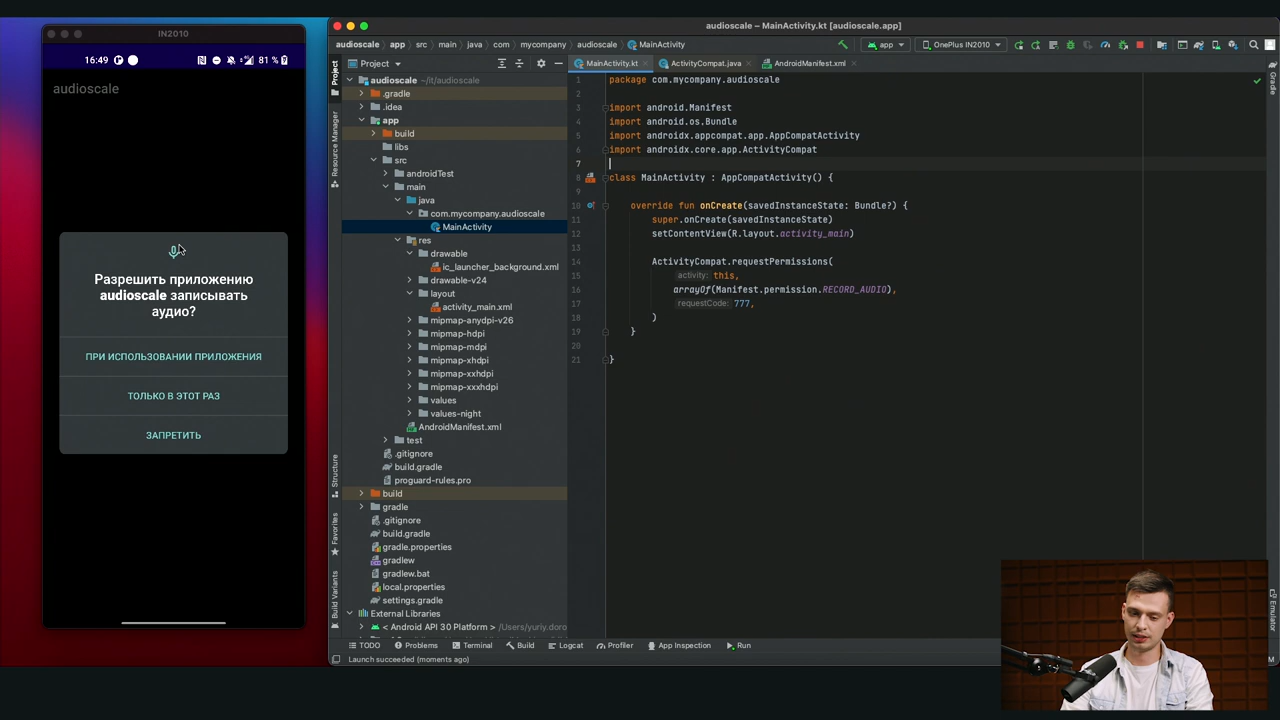 IN2010
16:49
81 %
audioscale
Разрешить приложению
audioscale записывать
аудио?
ПРИ ИСПОЛЬЗОВАНИИ ПРИЛОЖЕНИЯ
ТОЛЬКО В ЭТОТ РАЗ
ЗАПРЕТИТЬ
audioscale – MainActivity.kt [audioscale.app]
audioscale app src main java com mycompany audioscale MainActivity
app
OnePlus IN2010
Project
Resource Manager
Structure
Favorites
Build Variants
Project
audioscale ~/it/audioscale
.gradle
.idea
app
build
libs
src
androidTest
main
java
com.mycompany.audioscale
MainActivity
res
drawable
ic_launcher_background.xml
drawable-v24
layout
activity_main.xml
mipmap-anydpi-v26
mipmap-hdpi
mipmap-mdpi
mipmap-xhdpi
mipmap-xxhdpi
mipmap-xxxhdpi
values
values-night
AndroidManifest.xml
test
.gitignore
build.gradle
proguard-rules.pro
build
gradle
.gitignore
build.gradle
gradle.properties
gradlew
gradlew.bat
local.properties
settings.gradle
External Libraries
< Android API 30 Platform > /Users/yuriy.doro
MainActivity.kt ActivityCompat.java AndroidManifest.xml
1 package com.mycompany.audioscale
2
3 import android.Manifest
4 import android.os.Bundle
5 import androidx.appcompat.app.AppCompatActivity
6 import androidx.core.app.ActivityCompat
7
8 class MainActivity : AppCompatActivity() {
9
10 override fun onCreate(savedInstanceState: Bundle?) {
11 super.onCreate(savedInstanceState)
12 setContentView(R.layout.activity_main)
13
14 ActivityCompat.requestPermissions(
15 activity: this,
16 arrayOf(Manifest.permission.RECORD_AUDIO),
17 requestCode: 777,
18 )
19 }
20
21 }
Gradle
Emulator
TODO Problems Terminal Build Logcat Profiler App Inspection Run
Launch succeeded (moments ago)